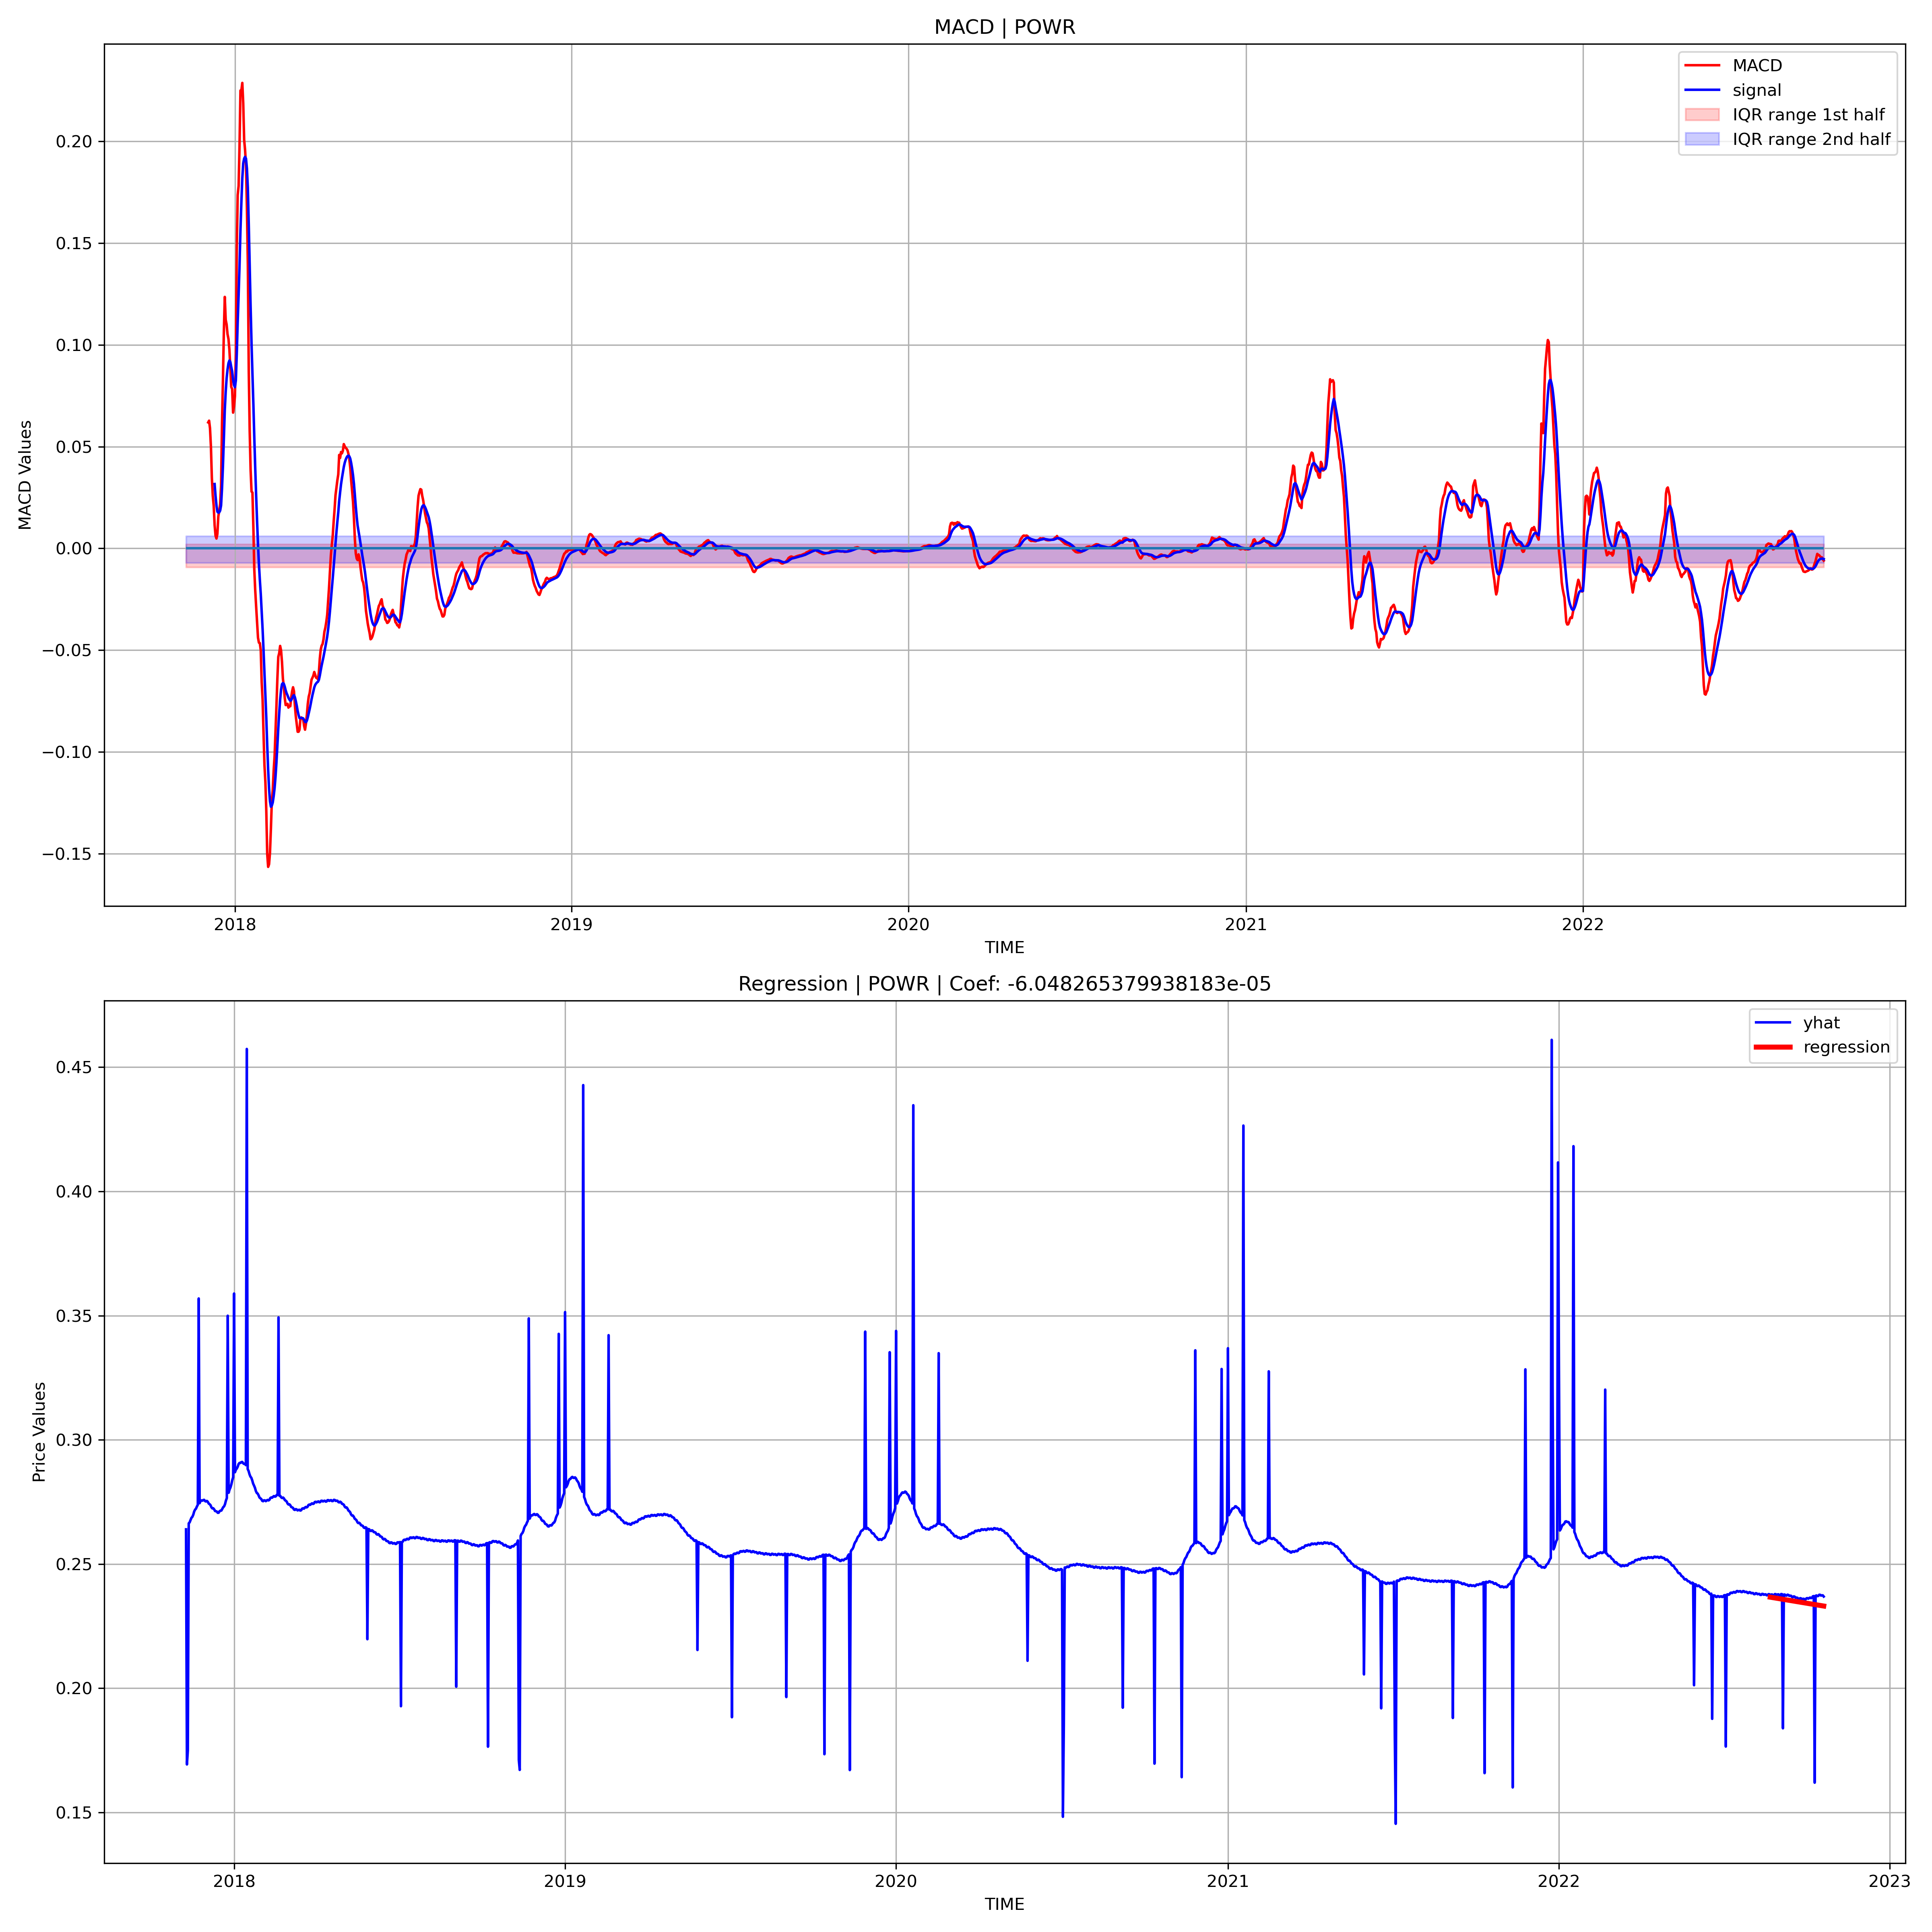 MACD | POWR
MACD
signal
IQR range 1st half
IQR range 2nd half
MACD Values
0.20
0.15
0.10
0.05
0.00
−0.05
−0.10
−0.15
2018 2019 2020 2021 2022
TIME
Regression | POWR | Coef: -6.048265379938183e-05
yhat
regression
Price Values
0.45
0.40
0.35
0.30
0.25
0.20
0.15
2018 2019 2020 2021 2022 2023
TIME